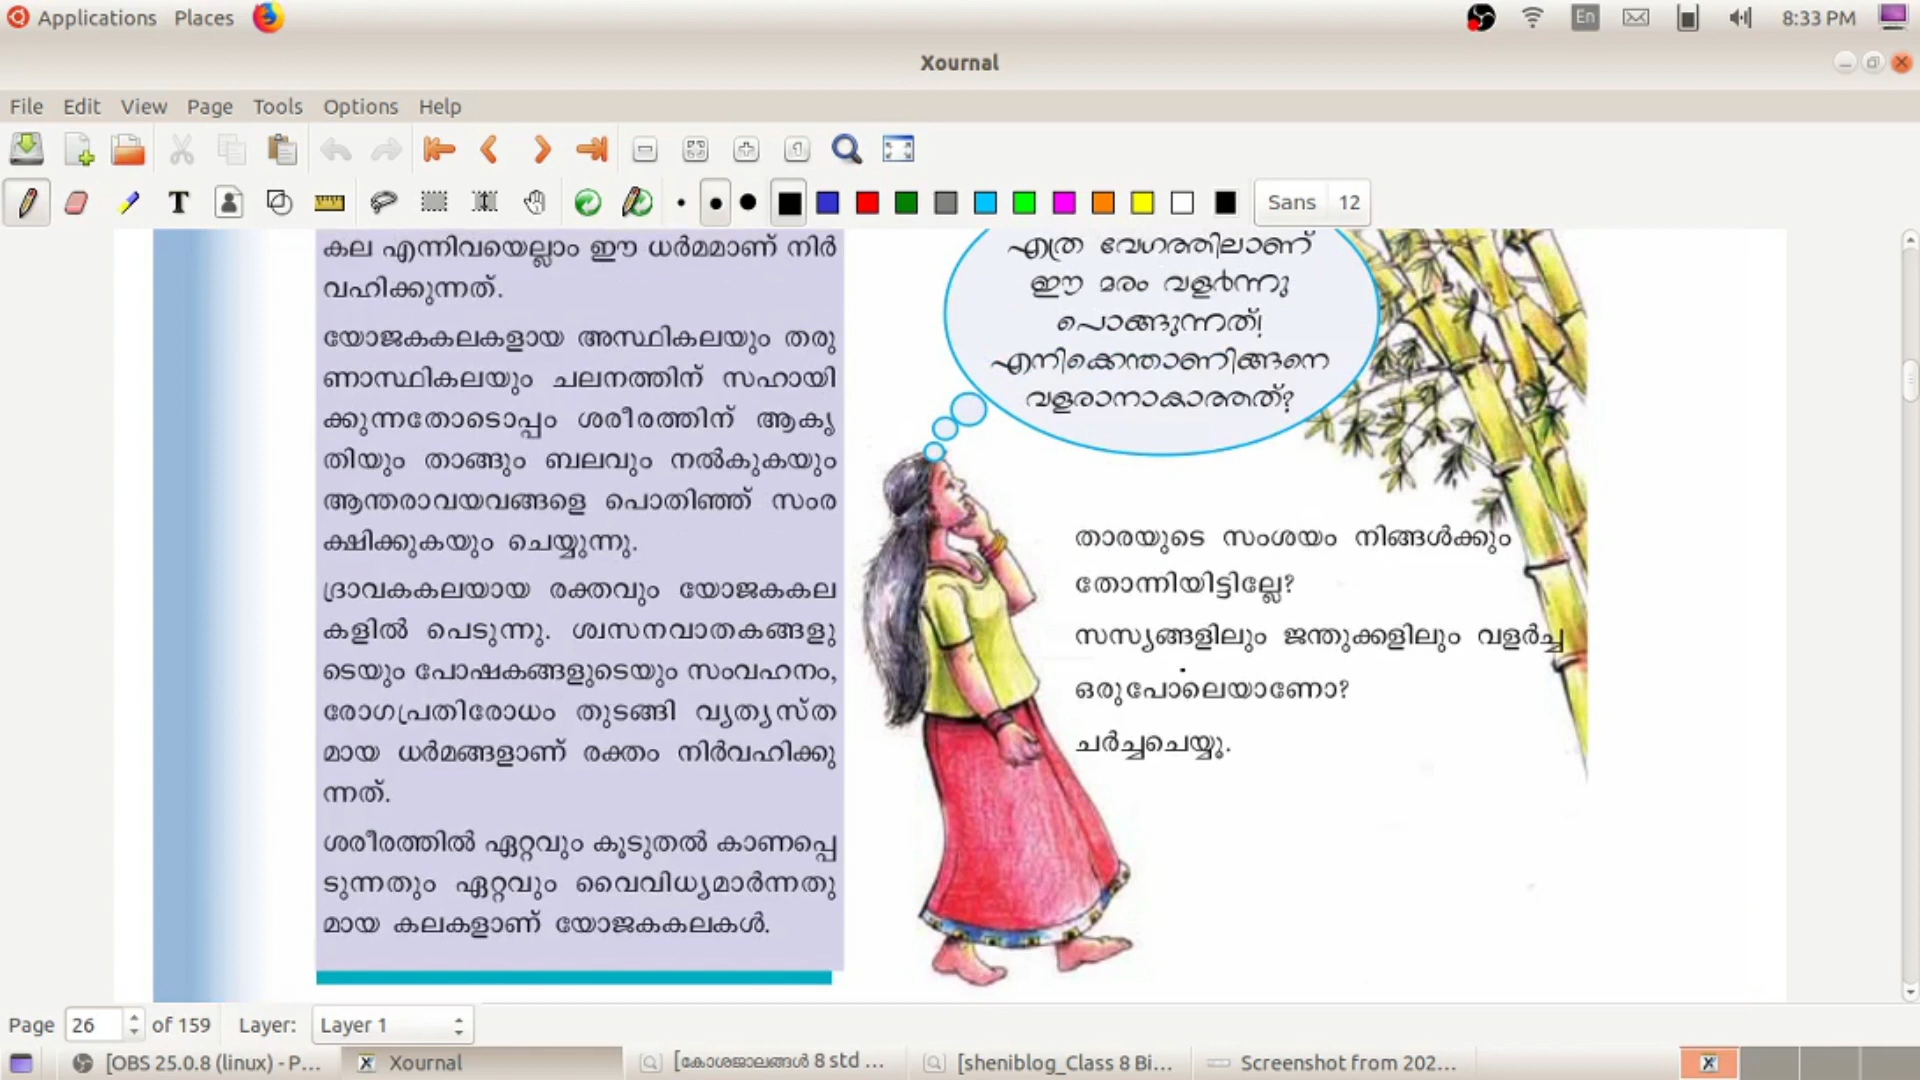 Applications Places En 8:33 PM
Xournal
File Edit View Page Tools Options Help
Sans 12
കല എന്നിവയെല്ലാം ഈ ധർമമാണ് നിർ
വഹിക്കുന്നത്.
യോജകകലകളായ അസ്ഥികലയും തരു
ണാസ്ഥികലയും ചലനത്തിന് സഹായി
ക്കുന്നതോടൊപ്പം ശരീരത്തിന് ആകൃ
തിയും താങ്ങും ബലവും നൽകുകയും
ആന്തരാവയവങ്ങളെ പൊതിഞ്ഞ് സംര
ക്ഷിക്കുകയും ചെയ്യുന്നു.
ദ്രാവകകലയായ രക്തവും യോജകകല
കളിൽ പെടുന്നു. ശ്വസനവാതകങ്ങളു
ടെയും പോഷകങ്ങളുടെയും സംവഹനം,
രോഗപ്രതിരോധം തുടങ്ങി വ്യത്യസ്ത
മായ ധർമങ്ങളാണ് രക്തം നിർവഹിക്കു
ന്നത്.
ശരീരത്തിൽ ഏറ്റവും കൂടുതൽ കാണപ്പെ
ടുന്നതും ഏറ്റവും വൈവിധ്യമാർന്നതു
മായ കലകളാണ് യോജകകലകൾ.
എത്ര വേഗത്തിലാണ്
ഈ മരം വളർന്നു
പൊങ്ങുന്നത്!
എനിക്കെന്താണിങ്ങനെ
വളരാനാകാത്തത്?
താരയുടെ സംശയം നിങ്ങൾക്കും
തോന്നിയിട്ടില്ലേ?
സസ്യങ്ങളിലും ജന്തുക്കളിലും വളർച്ച
ഒരുപോലെയാണോ?
ചർച്ചചെയ്യൂ.
Page 26 of 159 Layer: Layer 1
[OBS 25.0.8 (linux) - P... Xournal [കോശജാലങ്ങൾ 8 std ... [sheniblog_Class 8 Bi... Screenshot from 202...